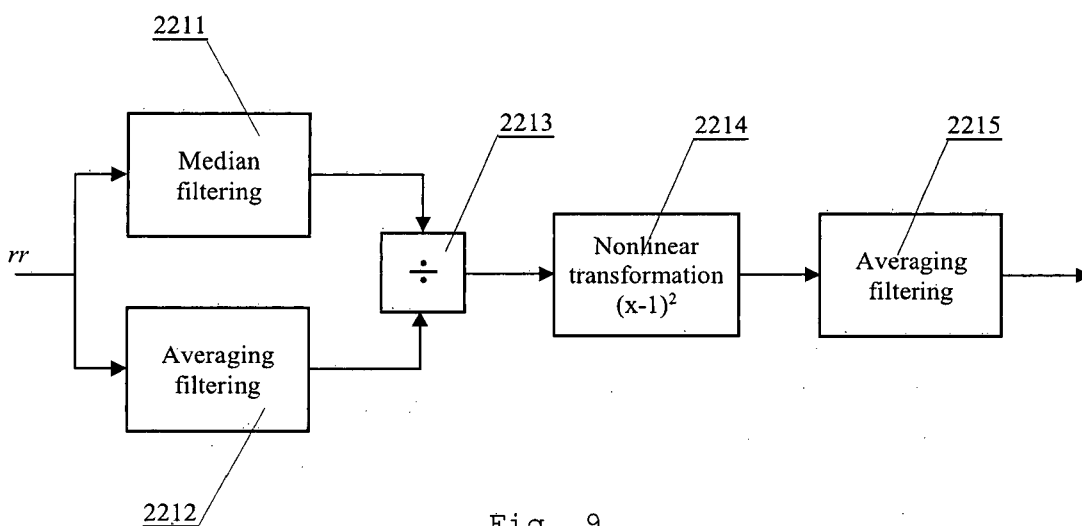 2211
2213
2214
2215
Median
filtering
rr
÷
Nonlinear
transformation
(x-1)²
Averaging
filtering
Averaging
filtering
2212
Fig. 9